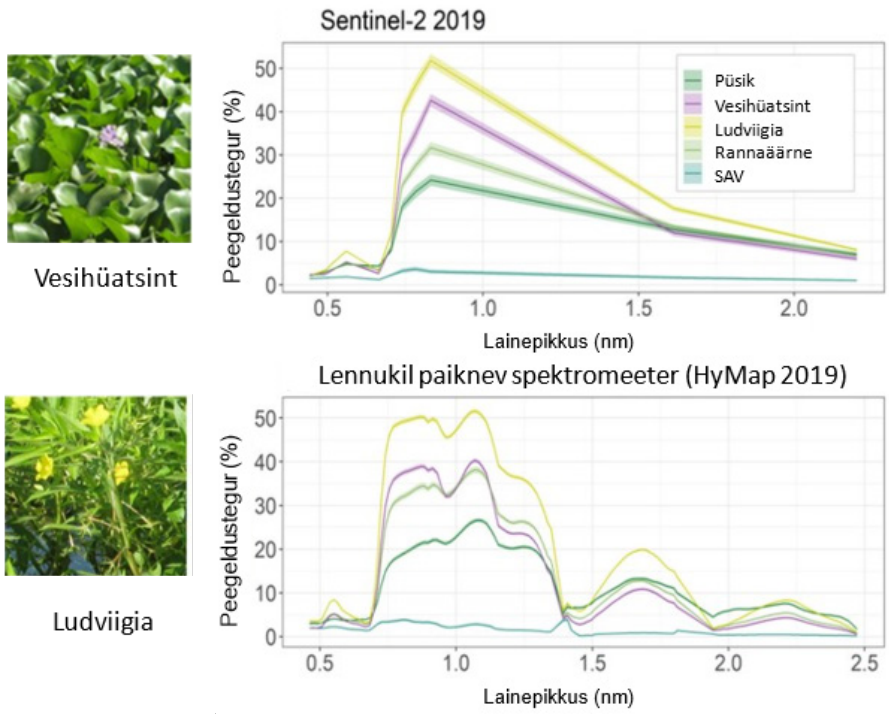 Sentinel-2 2019
Peegeldustegur (%)
50
40
30
20
10
0
Püsik
Vesihüatsint
Ludviigia
Rannaäärne
SAV
0.5 1.0 1.5 2.0
Lainepikkus (nm)
Vesihüatsint
Lennukil paiknev spektromeeter (HyMap 2019)
Peegeldustegur (%)
50
40
30
20
10
0
0.5 1.0 1.5 2.0 2.5
Lainepikkus (nm)
Ludviigia